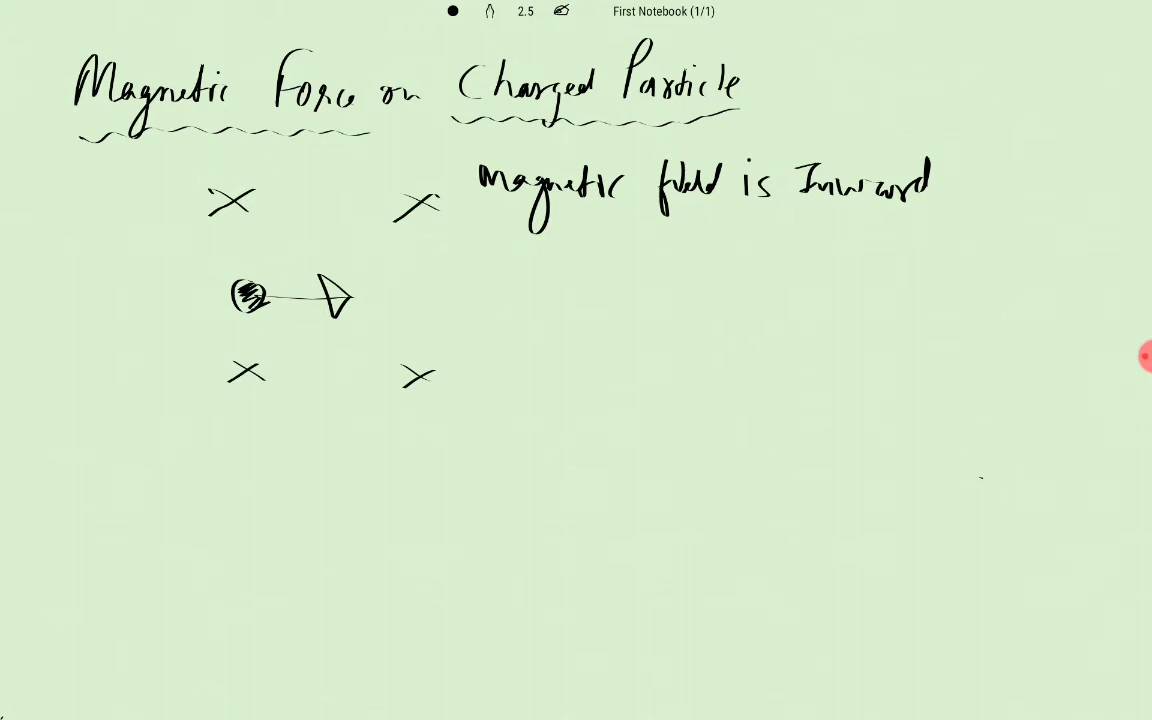 2.5 First Notebook (1/1)
Magnetic Force on Charged Particle
Magnetic field is Inward